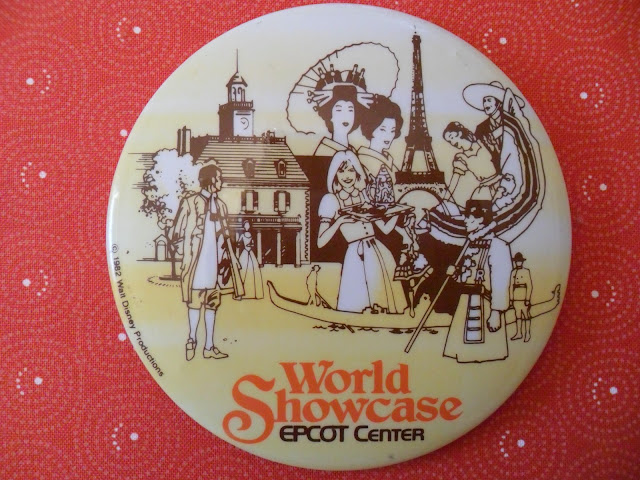 © 1982 Walt Disney Productions
World
Showcase
EPCOT CENTER